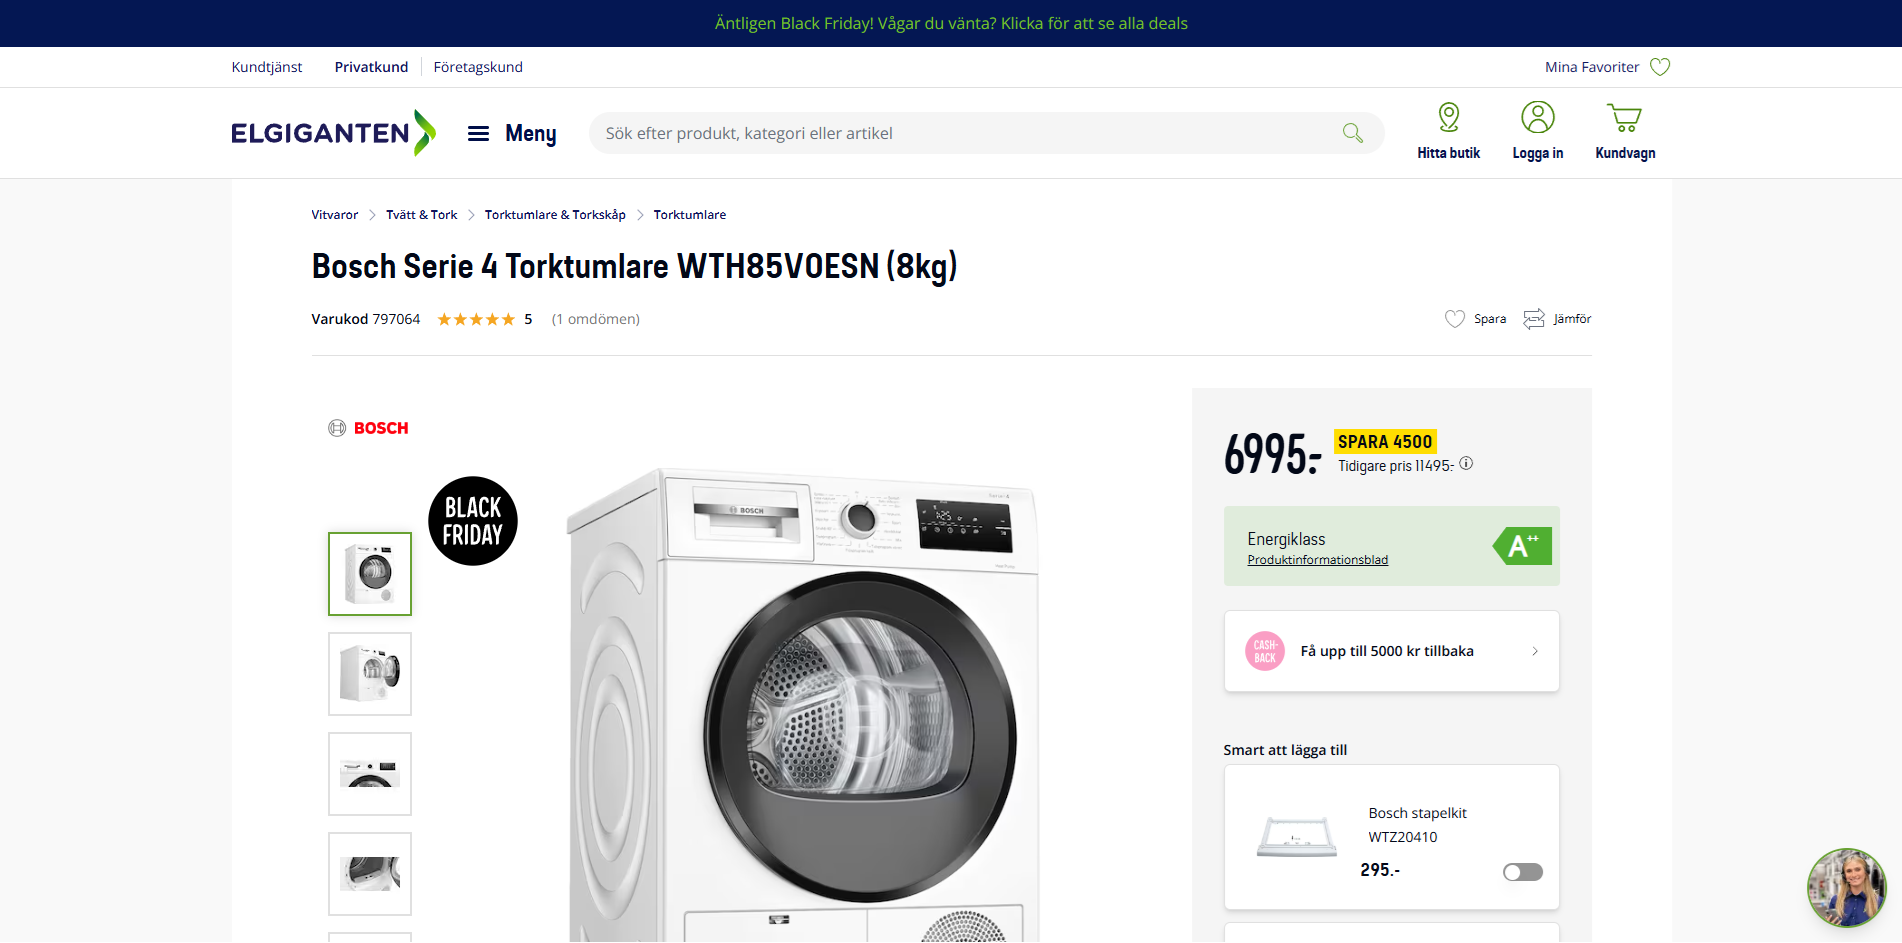 Äntligen Black Friday! Vågar du vänta? Klicka för att se alla deals
Kundtjänst
Privatkund
Företagskund
Mina Favoriter
ELGIGANTEN
Meny
Sök efter produkt, kategori eller artikel
Hitta butik
Logga in
Kundvagn
Vitvaror
Tvätt & Tork
Torktumlare & Torkskåp
Torktumlare
Bosch Serie 4 Torktumlare WTH85V0ESN (8kg)
Varukod 797064
5
(1 omdömen)
Spara
Jämför
BOSCH
BLACK
FRIDAY
BOSCH
1:25
6995.-
SPARA 4500
Tidigare pris 11495.-
Energiklass
Produktinformationsblad
A++
CASH-
BACK
Få upp till 5000 kr tillbaka
Smart att lägga till
Bosch stapelkit
WTZ20410
295.-